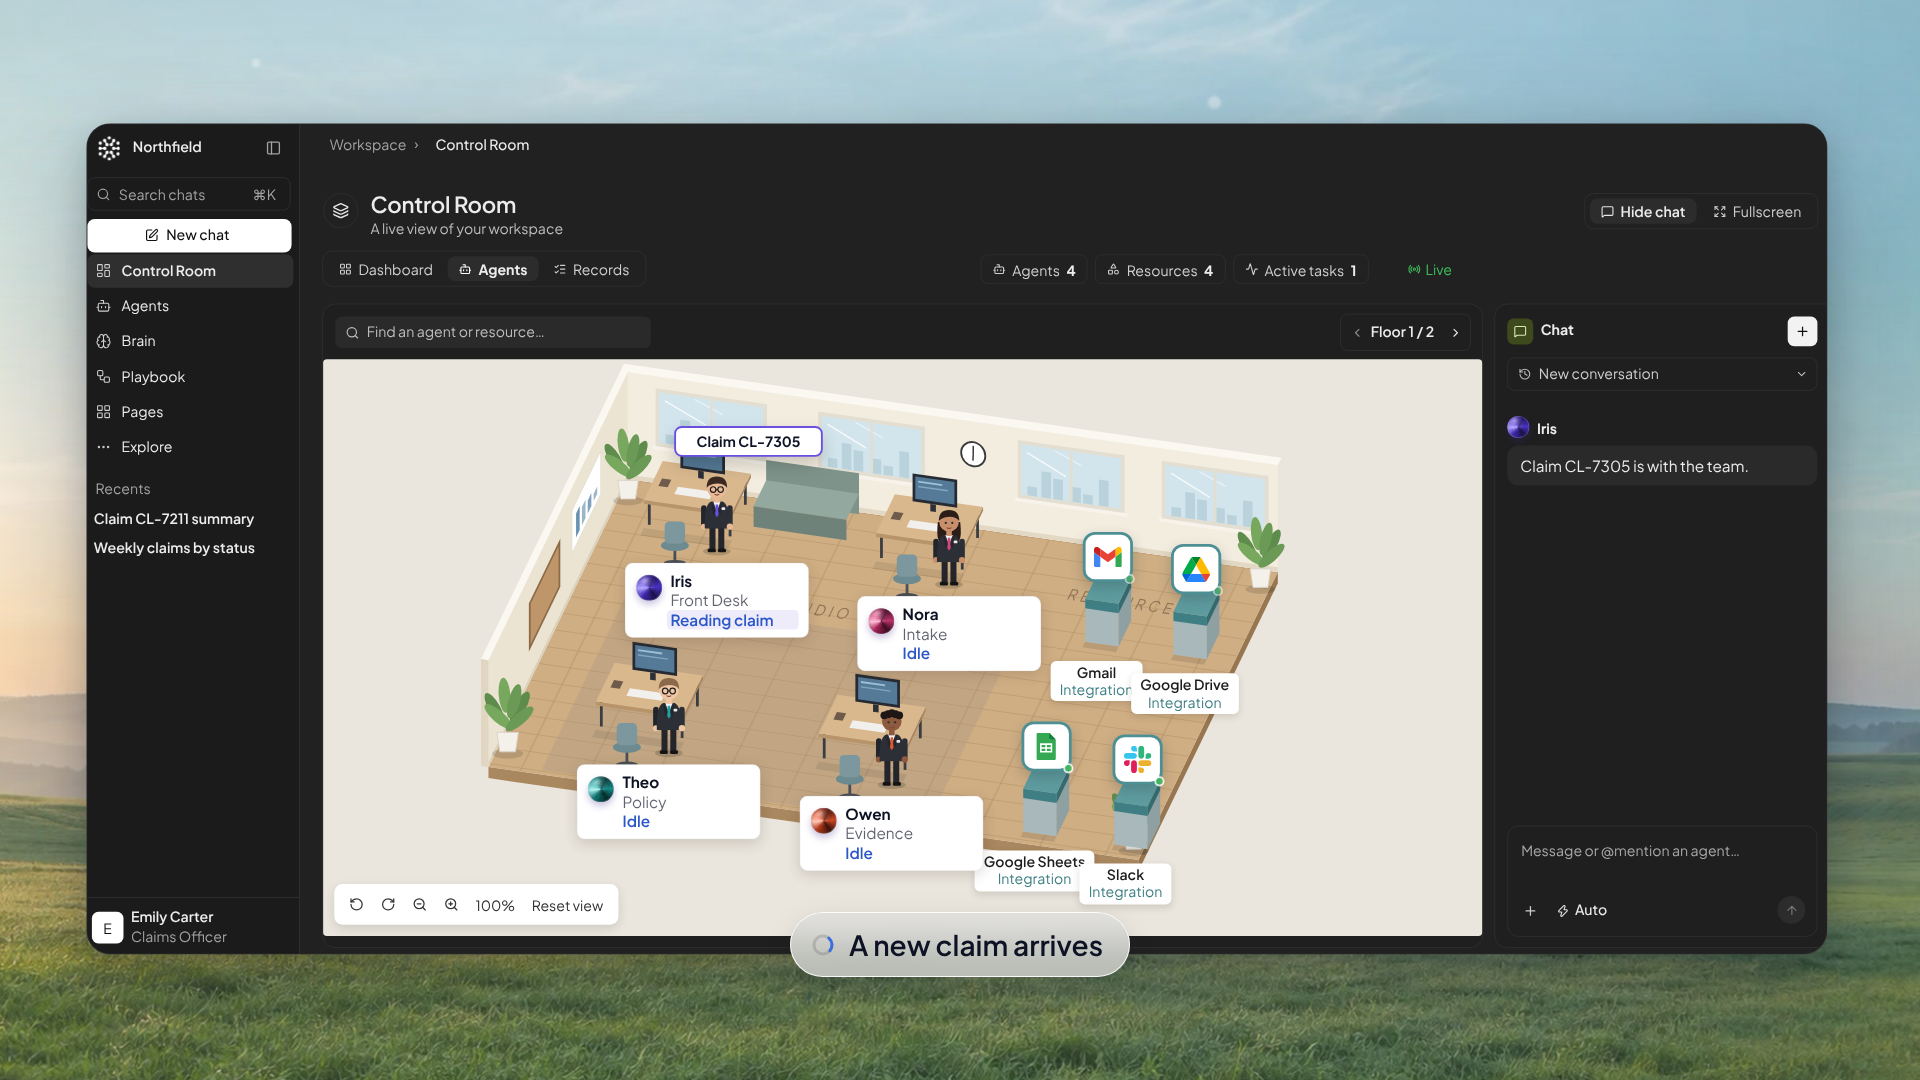 Northfield
Search chats ⌘K
New chat
Control Room
Agents
Brain
Playbook
Pages
Explore
Recents
Claim CL-7211 summary
Weekly claims by status
E
Emily Carter
Claims Officer
Workspace › Control Room
Control Room
A live view of your workspace
Hide chat
Fullscreen
Dashboard
Agents
Records
Agents 4
Resources 4
Active tasks 1
Live
Find an agent or resource...
Floor 1 / 2
Claim CL-7305
Iris
Front Desk
Reading claim
Nora
Intake
Idle
Theo
Policy
Idle
Owen
Evidence
Idle
Gmail
Integration
Google Drive
Integration
Google Sheets
Integration
Slack
Integration
100%
Reset view
A new claim arrives
Chat
New conversation
Iris
Claim CL-7305 is with the team.
Message or @mention an agent...
Auto